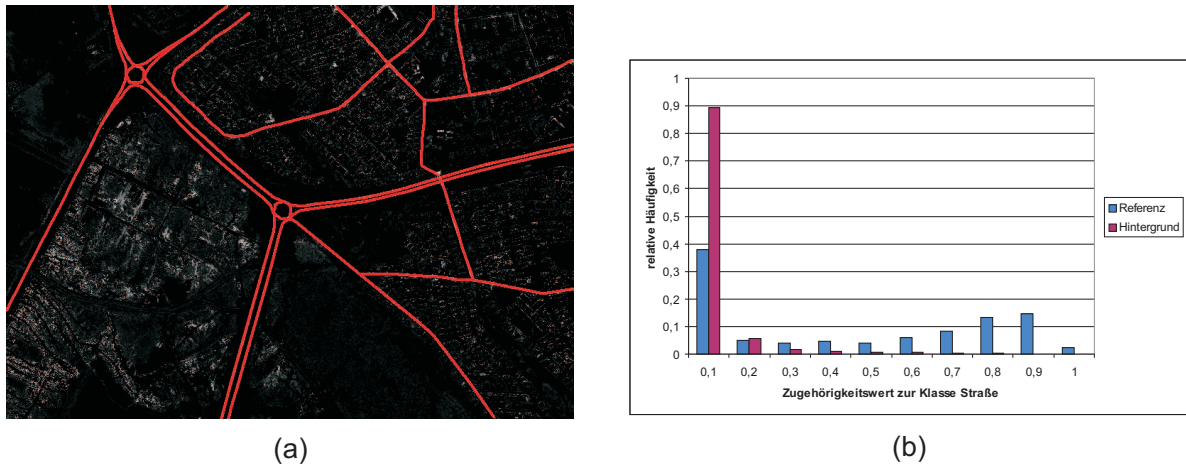 1
0,9
0,8
0,7
0,6
0,5
0,4
0,3
0,2
0,1
0
relative Häufigkeit
0,1 0,2 0,3 0,4 0,5 0,6 0,7 0,8 0,9 1
Zugehörigkeitswert zur Klasse Straße
Referenz
Hintergrund
(a)
(b)